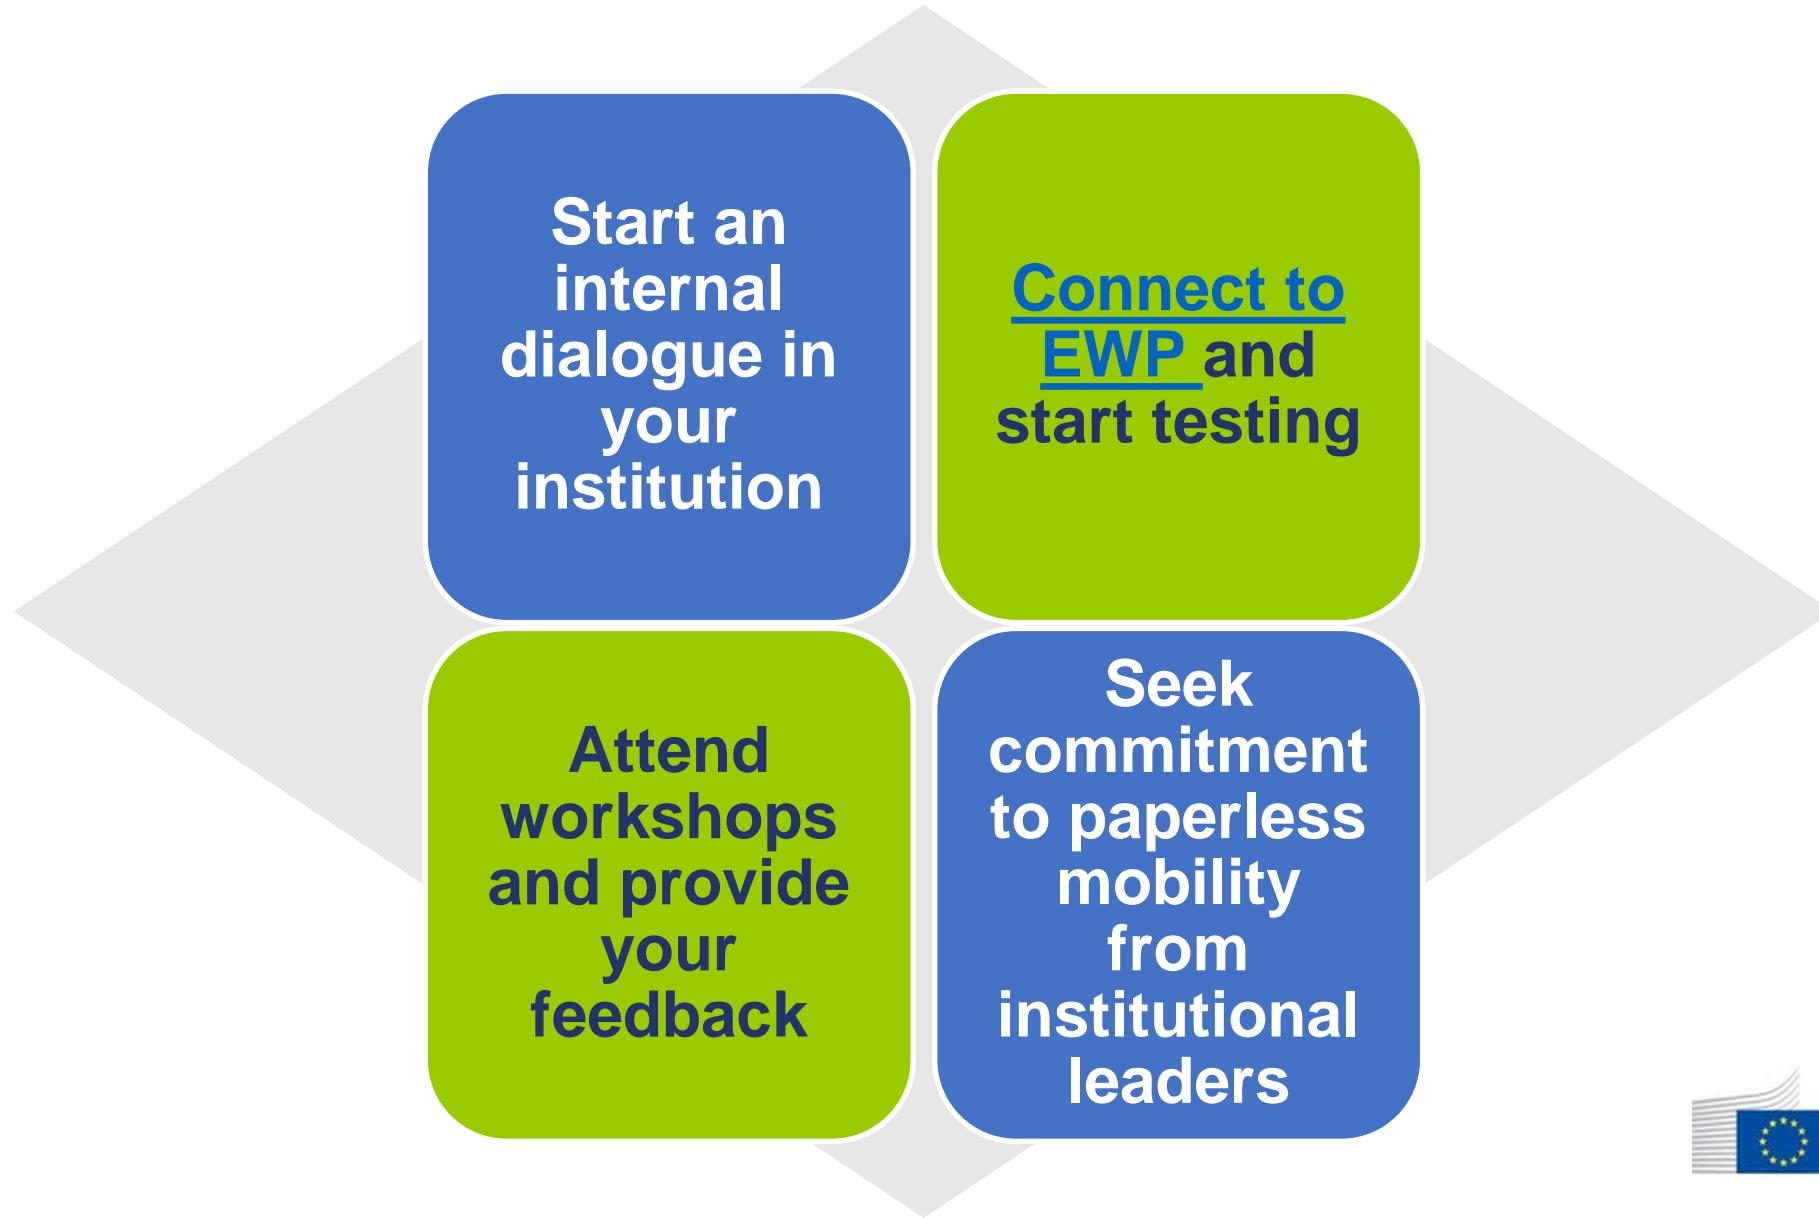 Start an
internal
dialogue in
your
institution
Connect to
EWP and
start testing
Attend
workshops
and provide
your
feedback
Seek
commitment
to paperless
mobility
from
institutional
leaders